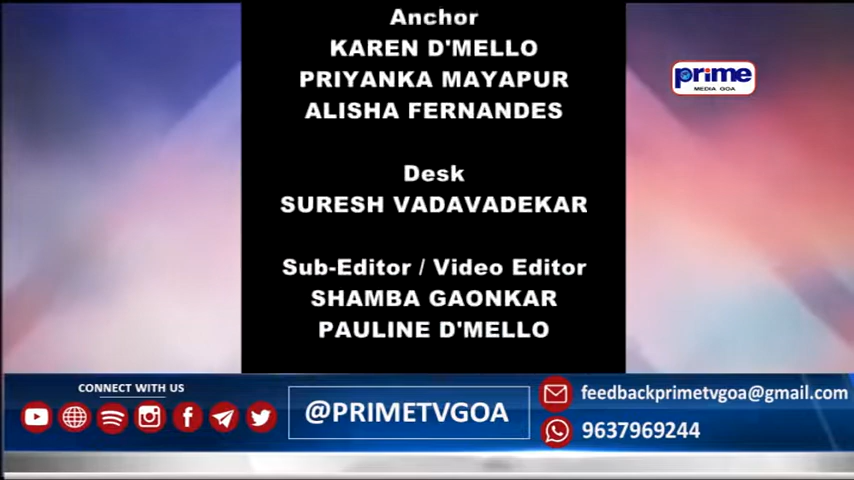 Anchor
KAREN D'MELLO
PRIYANKA MAYAPUR
ALISHA FERNANDES
prime
MEDIA GOA
Desk
SURESH VADAVADEKAR
Sub-Editor / Video Editor
SHAMBA GAONKAR
PAULINE D'MELLO
CONNECT WITH US
@PRIMETVGOA
feedbackprimetvgoa@gmail.com
9637969244